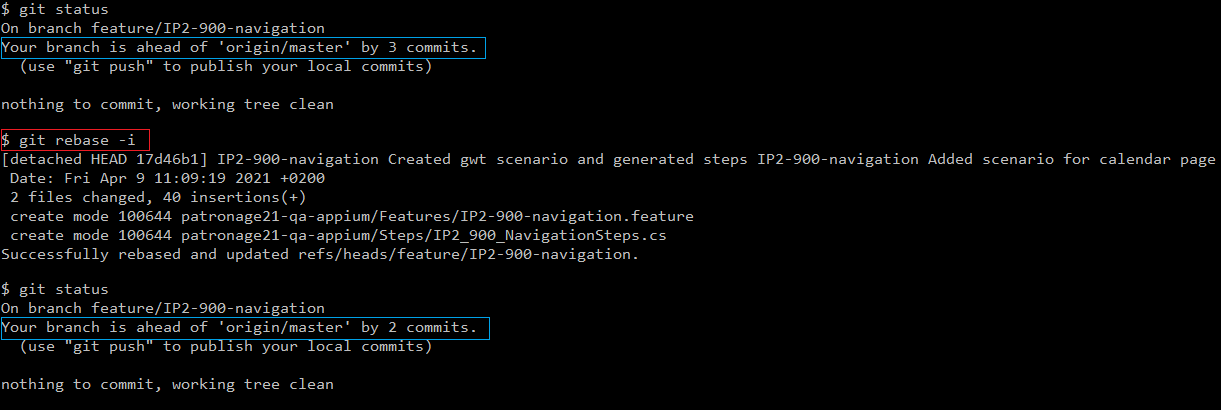 $ git status
On branch feature/IP2-900-navigation
Your branch is ahead of 'origin/master' by 3 commits.
  (use "git push" to publish your local commits)
nothing to commit, working tree clean
$ git rebase -i
[detached HEAD 17d46b1] IP2-900-navigation Created gwt scenario and generated steps IP2-900-navigation Added scenario for calendar page
 Date: Fri Apr 9 11:09:19 2021 +0200
 2 files changed, 40 insertions(+)
 create mode 100644 patronage21-qa-appium/Features/IP2-900-navigation.feature
 create mode 100644 patronage21-qa-appium/Steps/IP2_900_NavigationSteps.cs
Successfully rebased and updated refs/heads/feature/IP2-900-navigation.
$ git status
On branch feature/IP2-900-navigation
Your branch is ahead of 'origin/master' by 2 commits.
  (use "git push" to publish your local commits)
nothing to commit, working tree clean